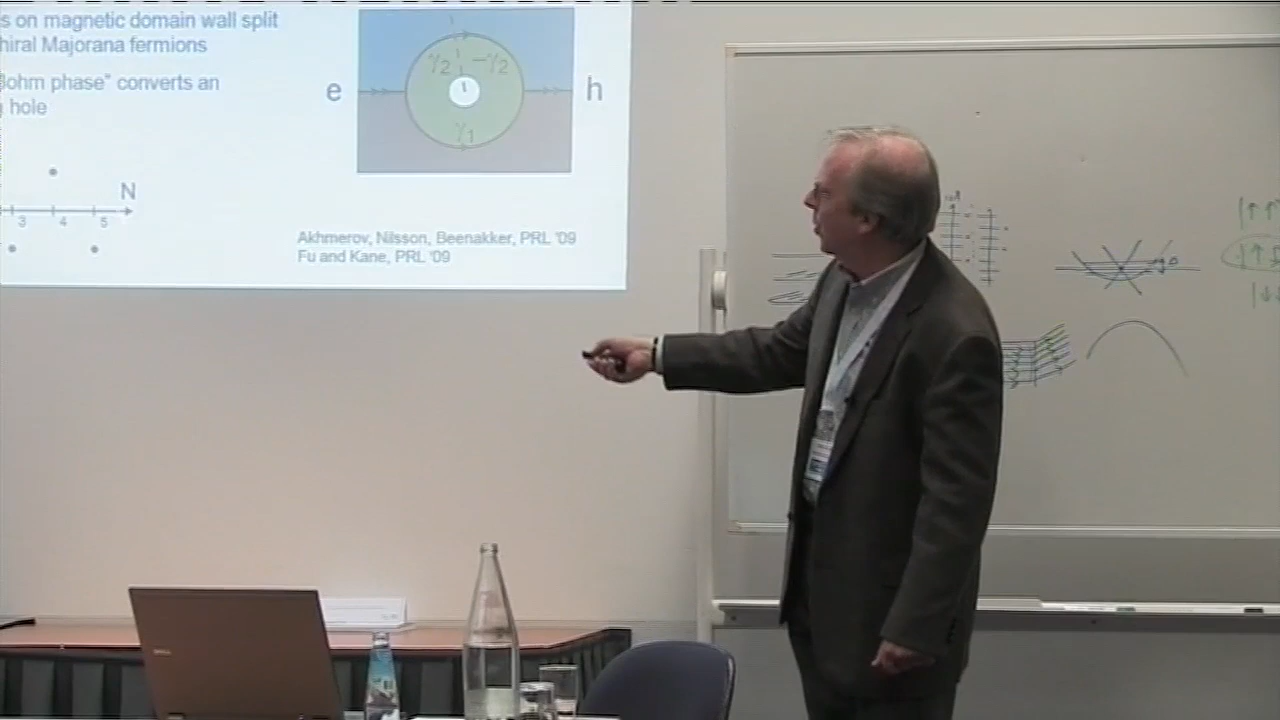 s on magnetic domain wall split
hiral Majorana fermions
Bohm phase" converts an
hole
e
h
γ2
-γ2
γ1
N
3
4
5
Akhmerov, Nilsson, Beenakker, PRL '09
Fu and Kane, PRL '09
DELL